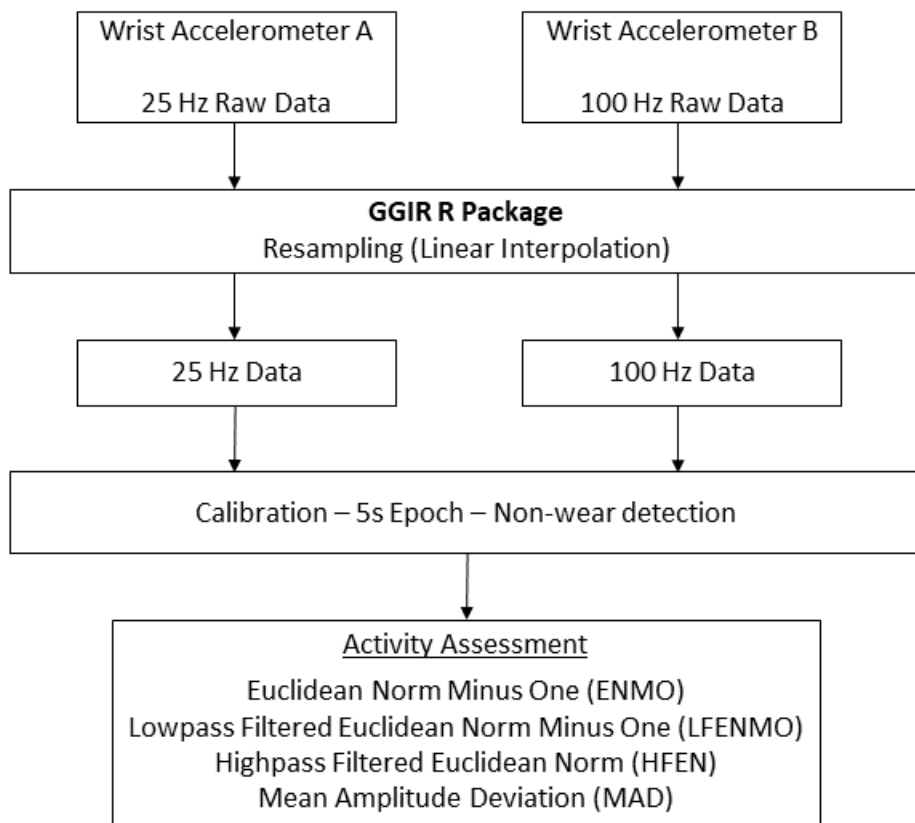 Wrist Accelerometer A
25 Hz Raw Data
Wrist Accelerometer B
100 Hz Raw Data
GGIR R Package
Resampling (Linear Interpolation)
25 Hz Data
100 Hz Data
Calibration – 5s Epoch – Non-wear detection
Activity Assessment
Euclidean Norm Minus One (ENMO)
Lowpass Filtered Euclidean Norm Minus One (LFENMO)
Highpass Filtered Euclidean Norm (HFEN)
Mean Amplitude Deviation (MAD)